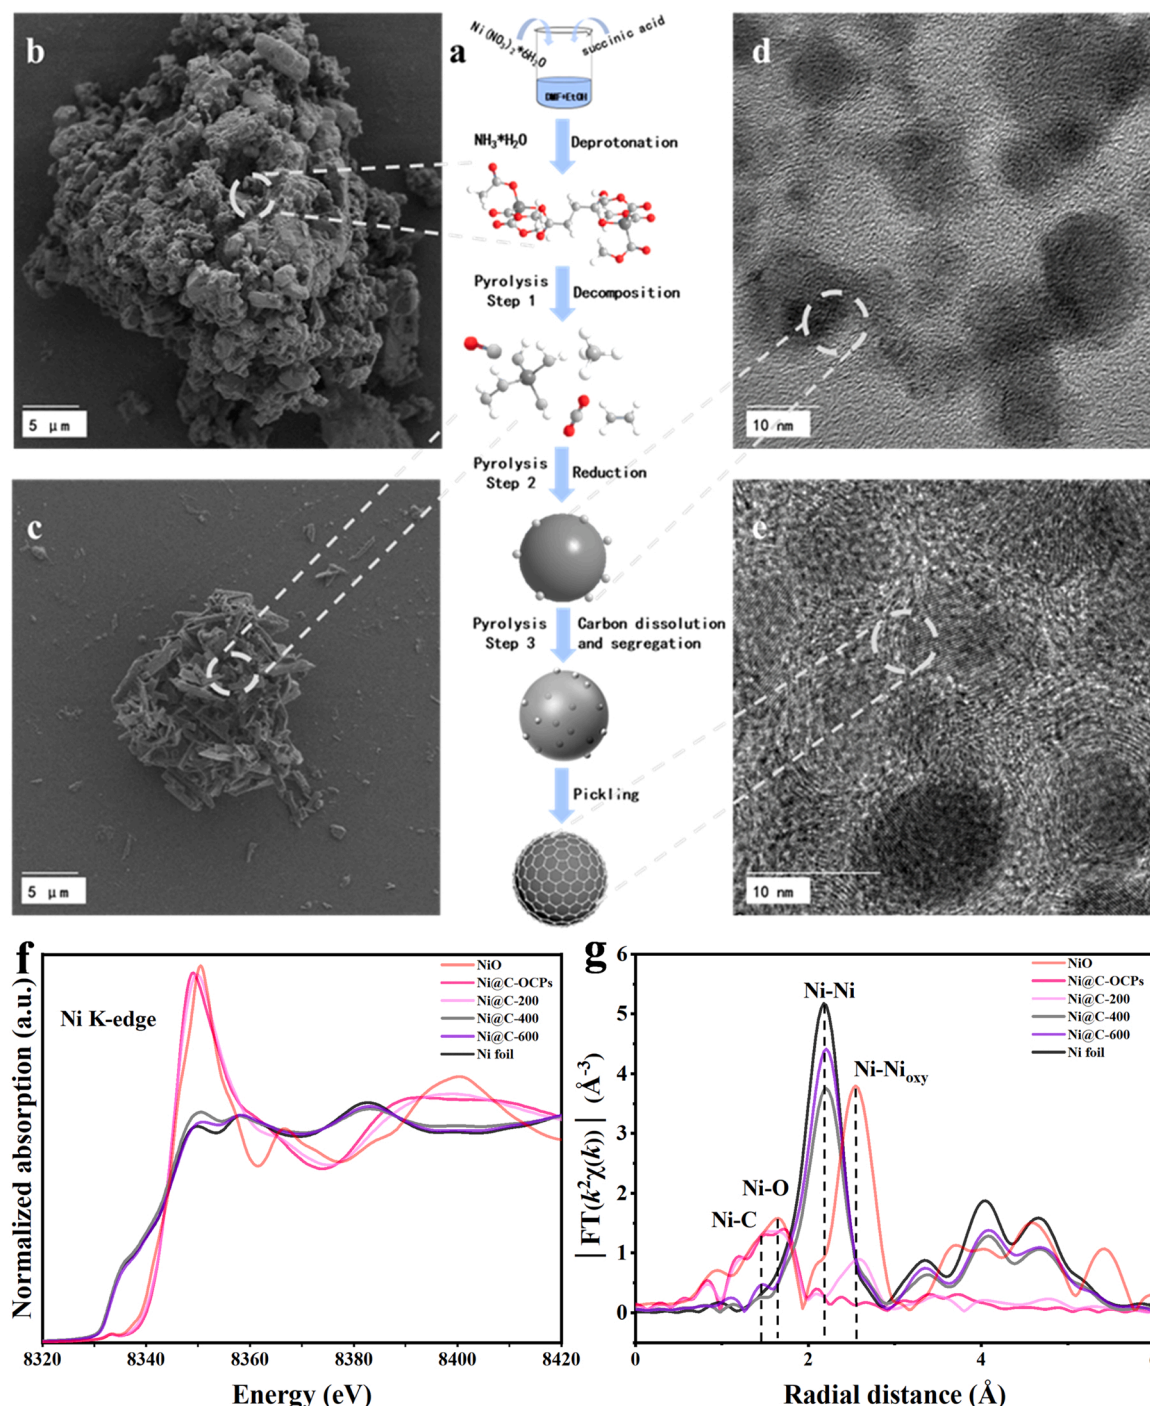 b
a
d
Ni(NO₃)₂*6H₂O
succinic acid
DMF+EtOH
NH₃*H₂O
Deprotonation
Pyrolysis
Step 1
Decomposition
5 μm
10 nm
Pyrolysis
Step 2
Reduction
c
e
Pyrolysis
Step 3
Carbon dissolution
and segregation
Pickling
5 μm
10 nm
f
Ni K-edge
NiO
Ni@C-OCPs
Ni@C-200
Ni@C-400
Ni@C-600
Ni foil
Normalized absorption (a.u.)
8320 8340 8360 8380 8400 8420
Energy (eV)
g
NiO
Ni@C-OCPs
Ni@C-200
Ni@C-400
Ni@C-600
Ni foil
Ni-Ni
Ni-Ni_oxy
Ni-O
Ni-C
|FT(k²χ(k))| (Å⁻³)
6
5
4
3
2
1
0
0 2 4 6
Radial distance (Å)